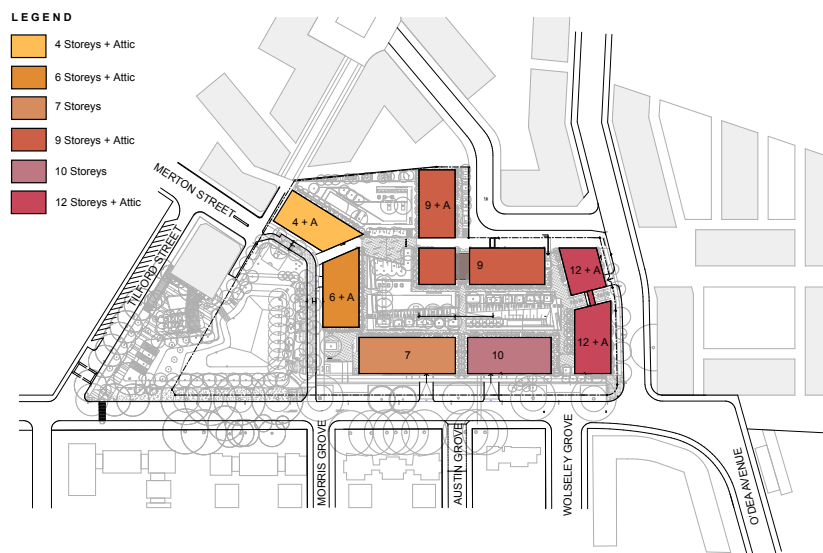 LEGEND
4 Storeys + Attic
6 Storeys + Attic
7 Storeys
9 Storeys + Attic
10 Storeys
12 Storeys + Attic
MERTON STREET
TILFORD STREET
4 + A
9 + A
6 + A
9
12 + A
12 + A
7
10
MORRIS GROVE
AUSTIN GROVE
WOLSELEY GROVE
O'DEA AVENUE